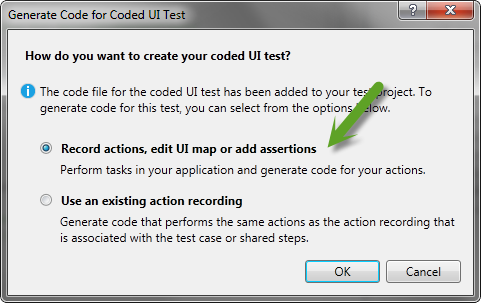 Generate Code for Coded UI Test
How do you want to create your coded UI test?
The code file for the coded UI test has been added to your test project. To
generate code for this test, you can select from the options below.
Record actions, edit UI map or add assertions
Perform tasks in your application and generate code for your actions.
Use an existing action recording
Generate code that performs the same actions as the action recording that
is associated with the test case or shared steps.
OK
Cancel